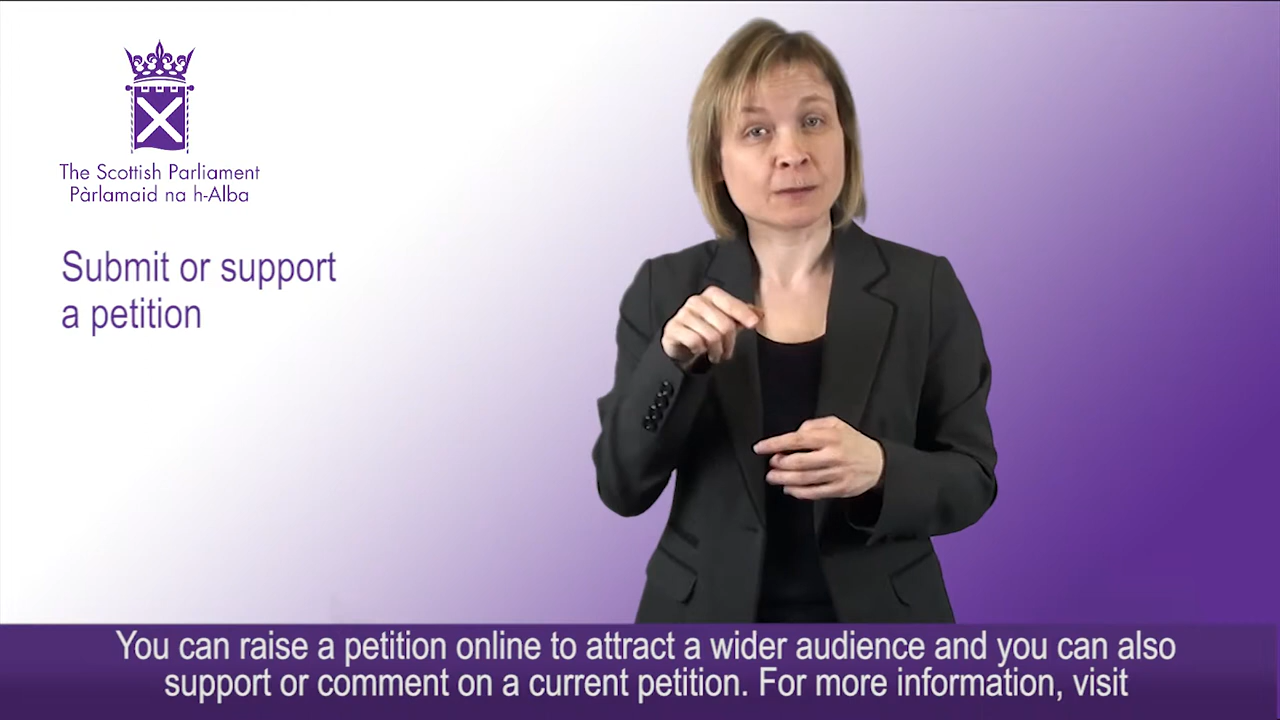 The Scottish Parliament
Pàrlamaid na h-Alba
Submit or support
a petition
You can raise a petition online to attract a wider audience and you can also
support or comment on a current petition. For more information, visit